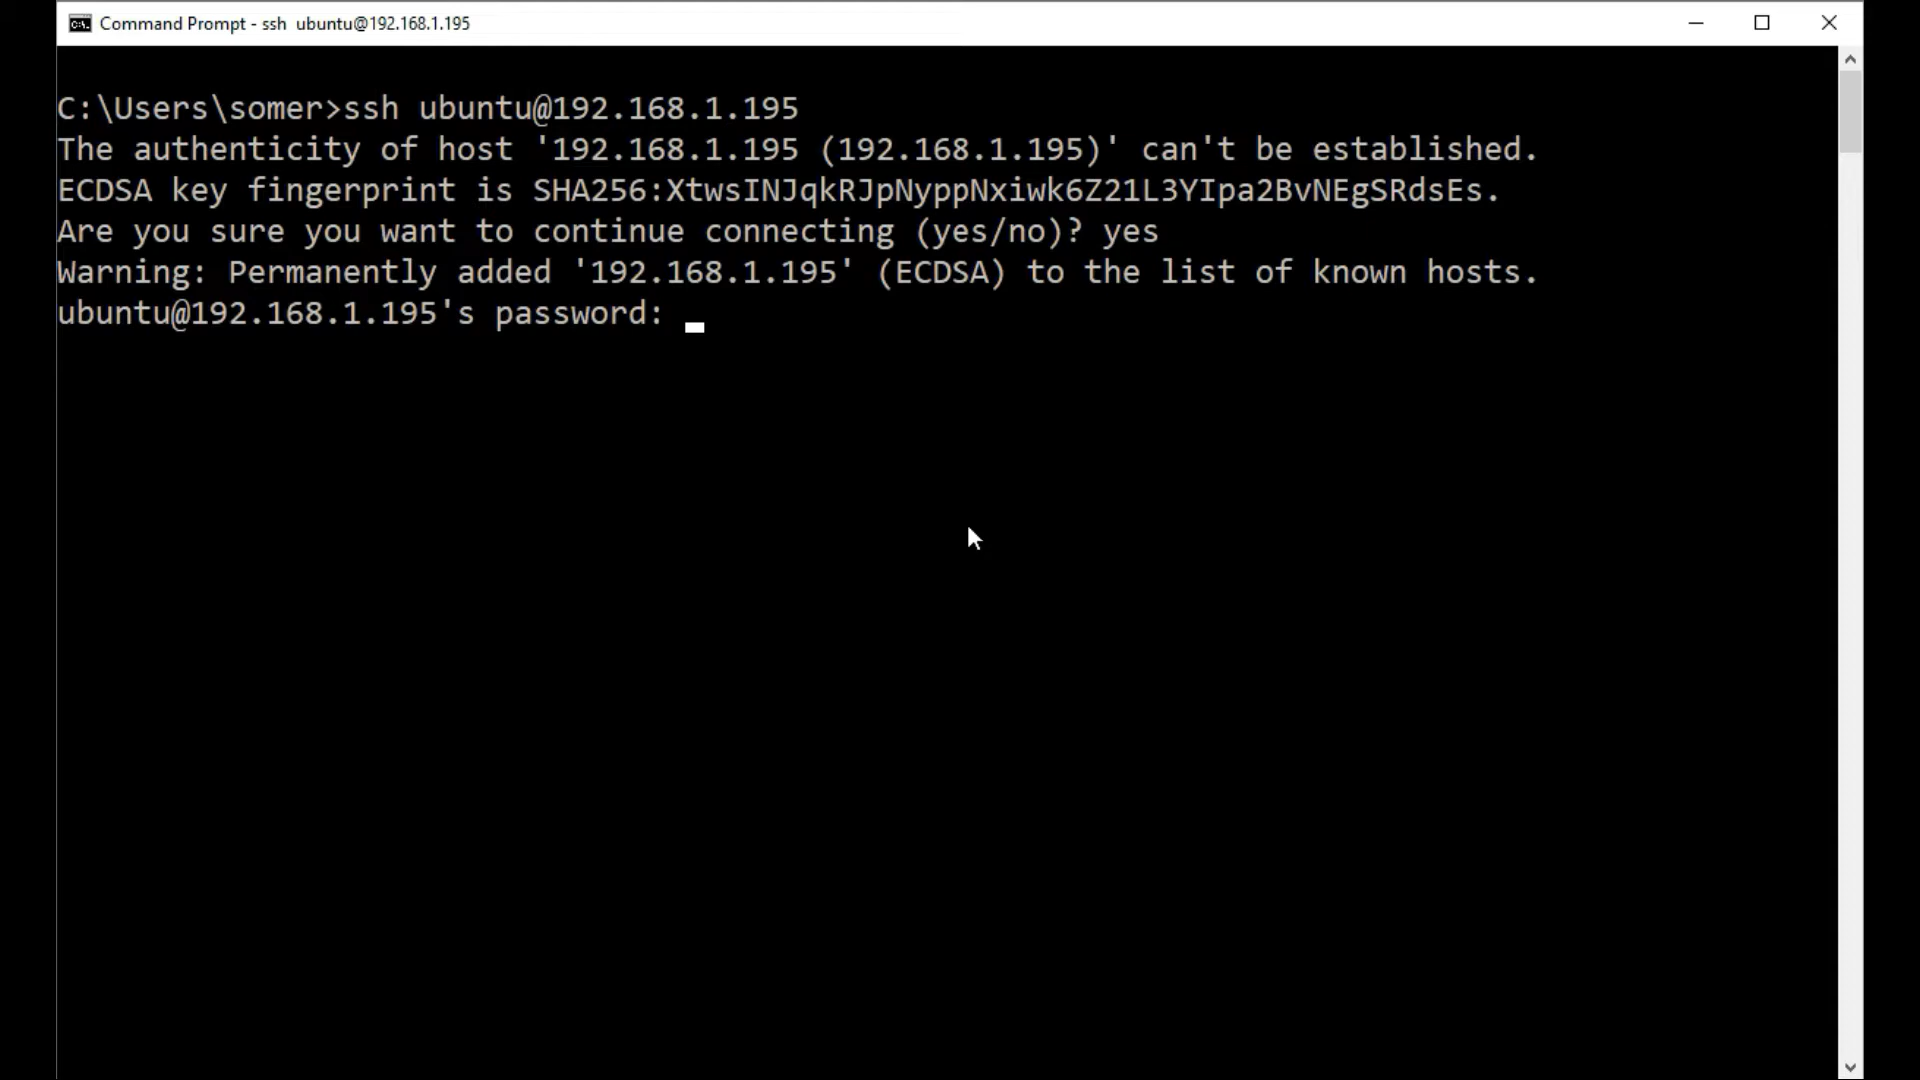 Command Prompt - ssh  ubuntu@192.168.1.195
C:\Users\somer>ssh ubuntu@192.168.1.195
The authenticity of host '192.168.1.195 (192.168.1.195)' can't be established.
ECDSA key fingerprint is SHA256:XtwsINJqkRJpNyppNxiwk6Z21L3YIpa2BvNEgSRdsEs.
Are you sure you want to continue connecting (yes/no)? yes
Warning: Permanently added '192.168.1.195' (ECDSA) to the list of known hosts.
ubuntu@192.168.1.195's password: